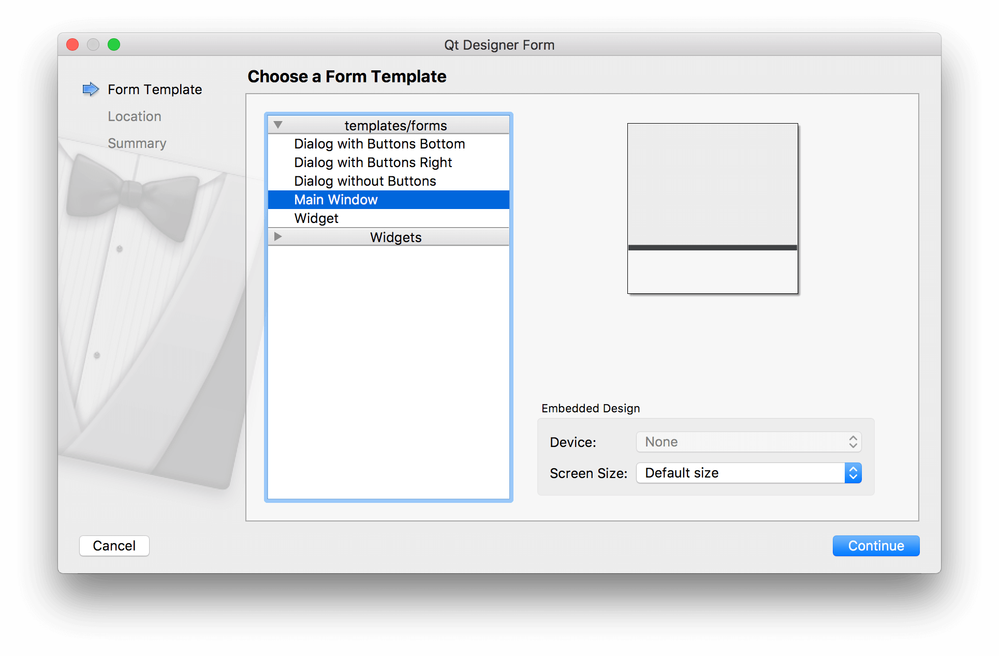 Qt Designer Form
Form Template
Location
Summary
Choose a Form Template
templates/forms
Dialog with Buttons Bottom
Dialog with Buttons Right
Dialog without Buttons
Main Window
Widget
Widgets
Embedded Design
Device: None
Screen Size: Default size
Cancel
Continue